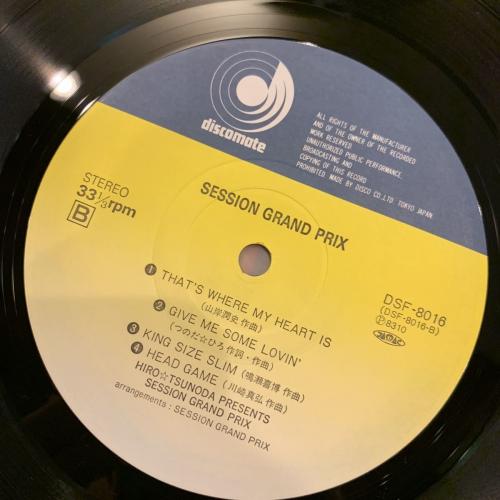 discomate
ALL RIGHTS OF THE MANUFACTURER
AND OF THE OWNER OF THE RECORDED
WORK RESERVED
UNAUTHORIZED PUBLIC PERFORMANCE.
BROADCASTING AND
COPYING OF THIS RECORD
PROHIBITED. MADE BY DISCO CO.,LTD. TOKYO JAPAN
SESSION GRAND PRIX
STEREO
33 1/3 rpm
B
DSF-8016
(DSF-8016-B)
Ⓟ8310
1 THAT'S WHERE MY HEART IS
(山岸潤史 作曲)
2 GIVE ME SOME LOVIN'
(つのだ☆ひろ 作詞・作曲)
3 KING SIZE SLIM (鳴瀬喜博 作曲)
4 HEAD GAME (川崎真弘 作曲)
HIRO☆TSUNODA PRESENTS
SESSION GRAND PRIX
arrangements : SESSION GRAND PRIX